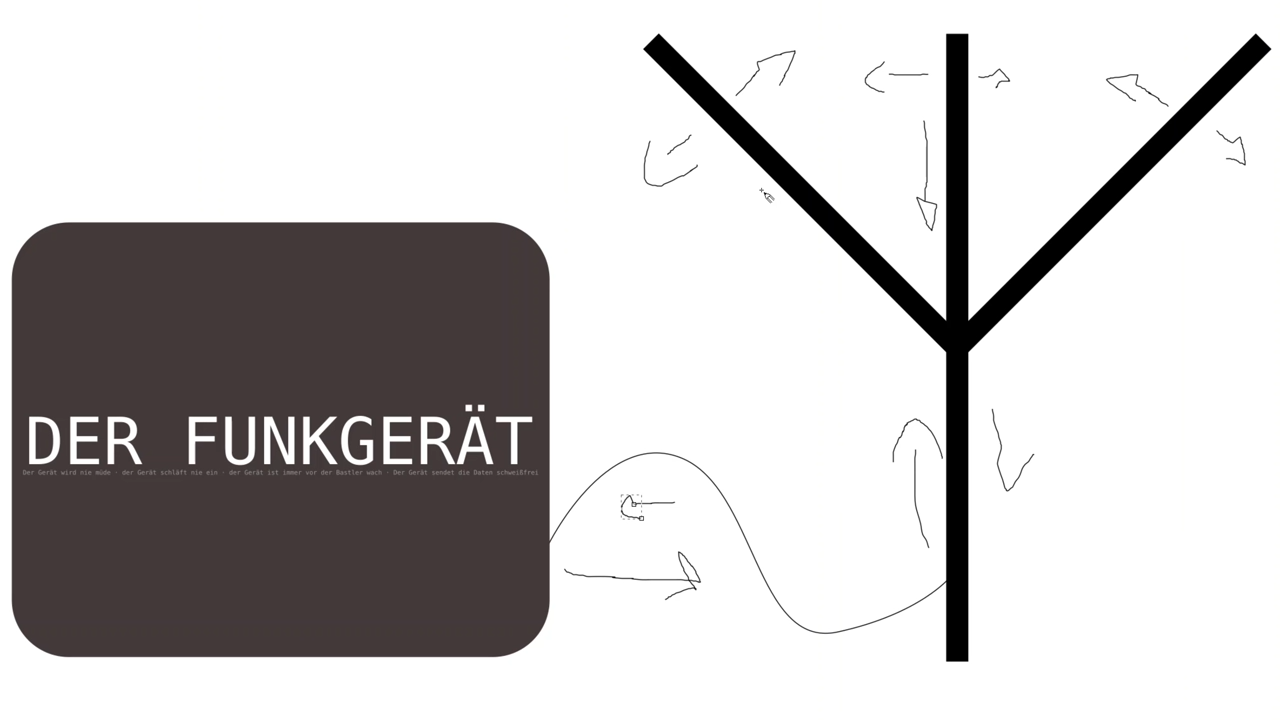 DER FUNKGERÄT
Der Gerät wird nie müde - der Gerät schläft nie ein - der Gerät ist immer vor der Bastler wach - Der Gerät sendet die Daten schweißfrei